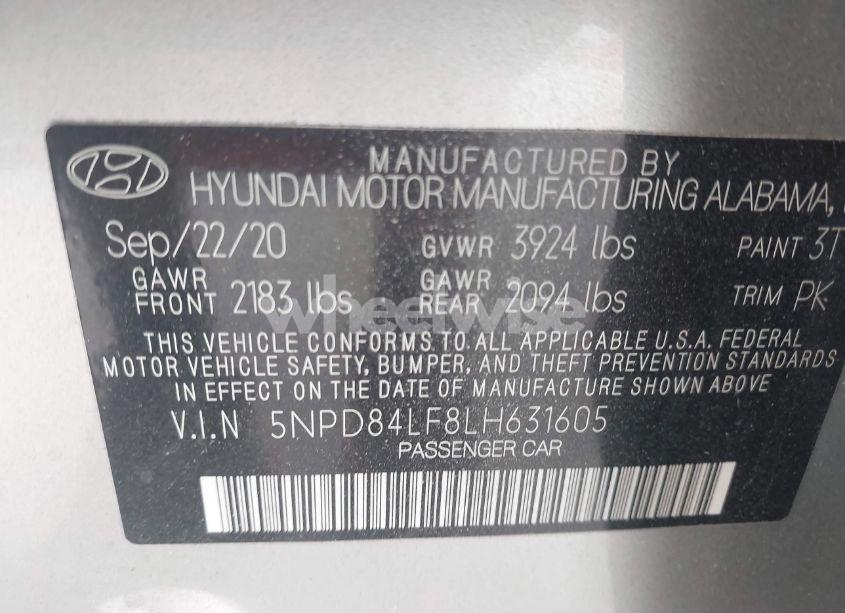 MANUFACTURED BY
HYUNDAI MOTOR MANUFACTURING ALABAMA,
Sep/22/20 GVWR 3924 lbs PAINT 3T
GAWR FRONT 2183 lbs GAWR REAR 2094 lbs TRIM PK
wheelwise
THIS VEHICLE CONFORMS TO ALL APPLICABLE U.S.A. FEDERAL
MOTOR VEHICLE SAFETY, BUMPER, AND THEFT PREVENTION STANDARDS
IN EFFECT ON THE DATE OF MANUFACTURE SHOWN ABOVE
V.I.N 5NPD84LF8LH631605
PASSENGER CAR